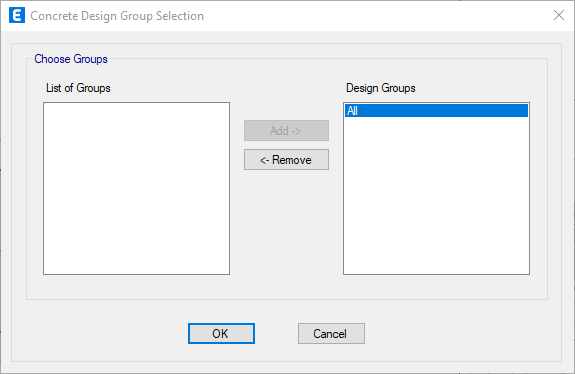 E Concrete Design Group Selection
Choose Groups
List of Groups
Design Groups
All
Add ->
<- Remove
OK
Cancel